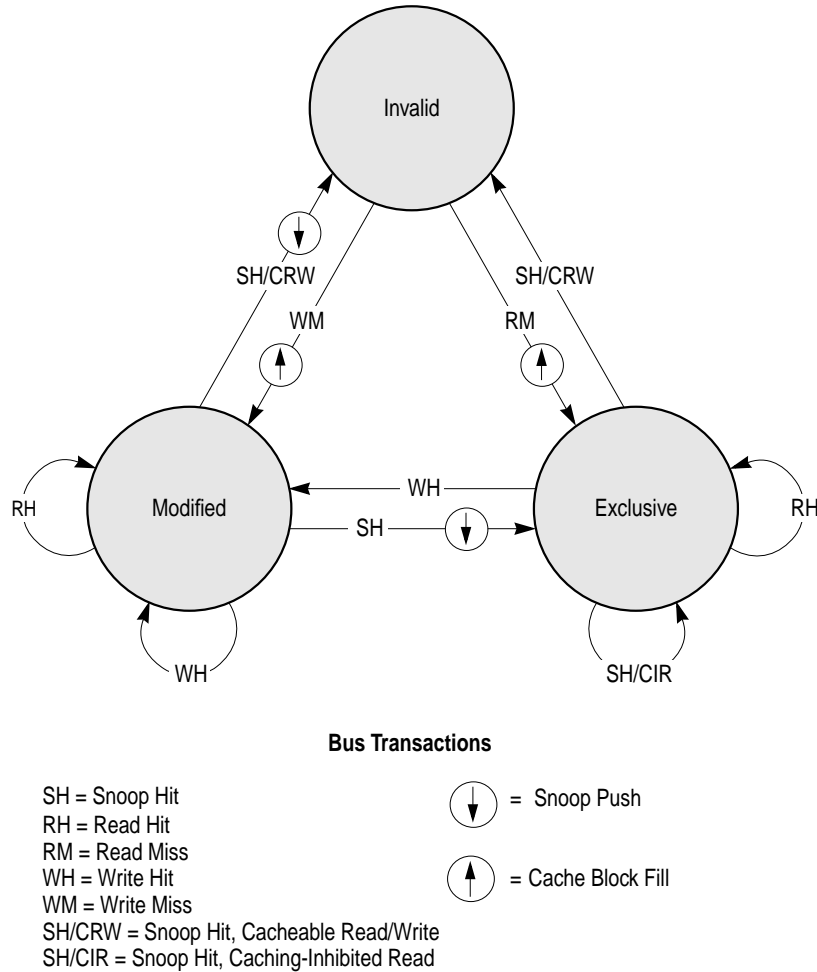 Invalid
SH/CRW
SH/CRW
WM
RM
WH
RH
Modified
Exclusive
RH
SH
WH
SH/CIR
Bus Transactions
SH = Snoop Hit
RH = Read Hit
RM = Read Miss
WH = Write Hit
WM = Write Miss
SH/CRW = Snoop Hit, Cacheable Read/Write
SH/CIR = Snoop Hit, Caching-Inhibited Read
= Snoop Push
= Cache Block Fill